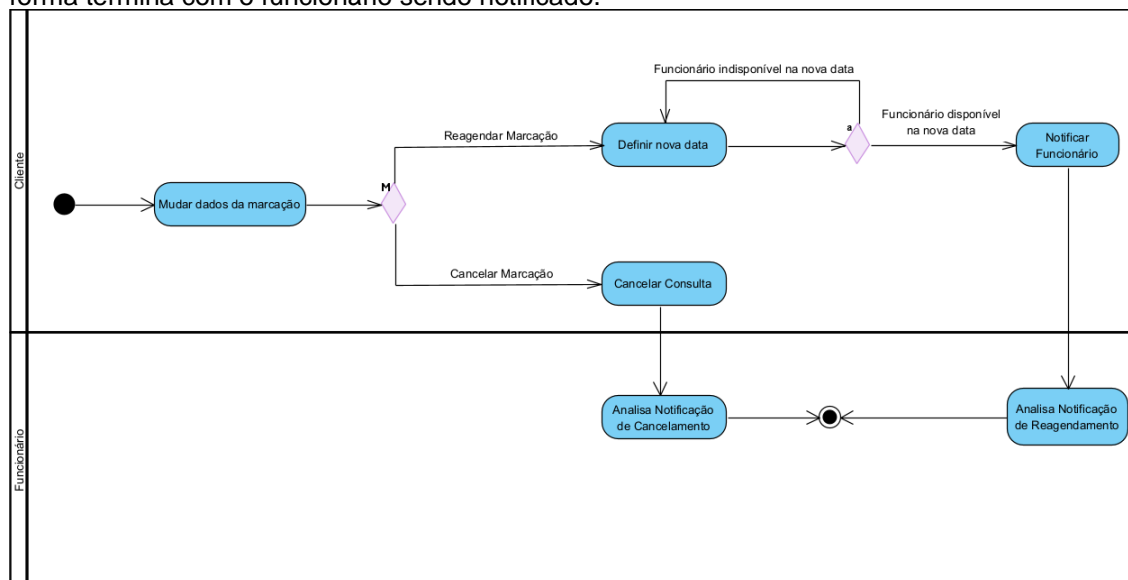 forma termina com o funcionário sendo notificado.
Cliente
Funcionário indisponível na nova data
Funcionário disponível
na nova data
Reagendar Marcação
Definir nova data
a
Notificar
Funcionário
M
Mudar dados da marcação
Cancelar Marcação
Cancelar Consulta
Funcionário
Analisa Notificação
de Cancelamento
Analisa Notificação
de Reagendamento